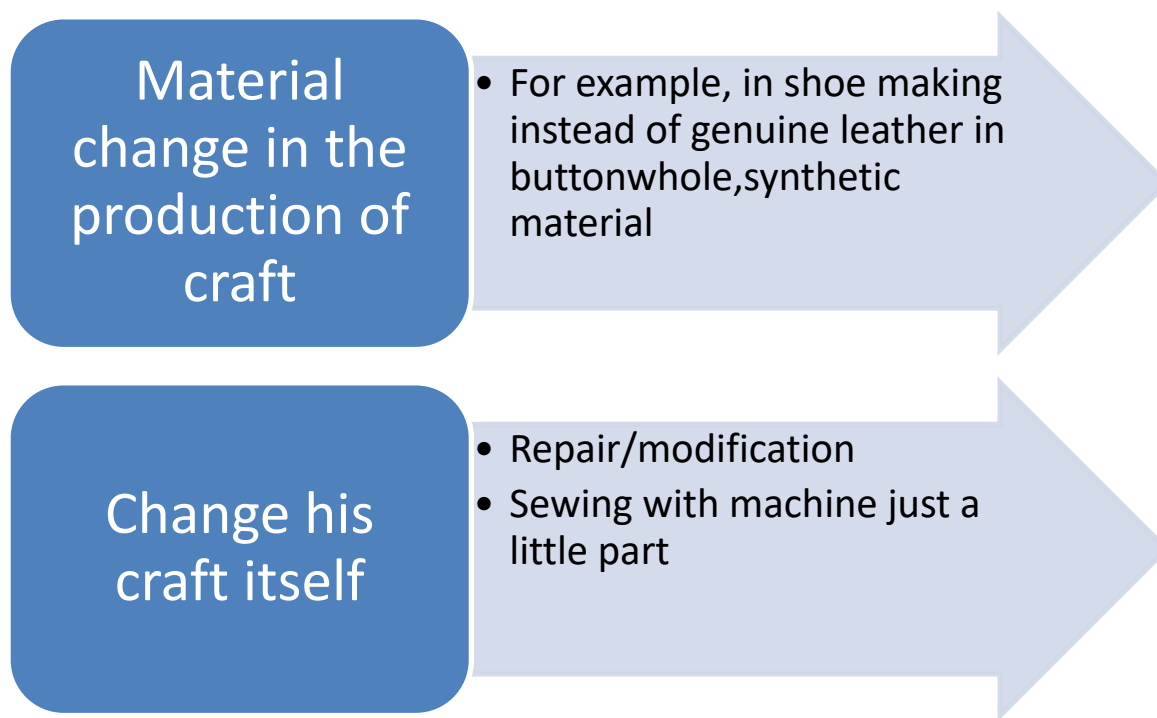 Material
change in the
production of
craft
• For example, in shoe making
instead of genuine leather in
buttonwhole,synthetic
material
Change his
craft itself
• Repair/modification
• Sewing with machine just a
little part